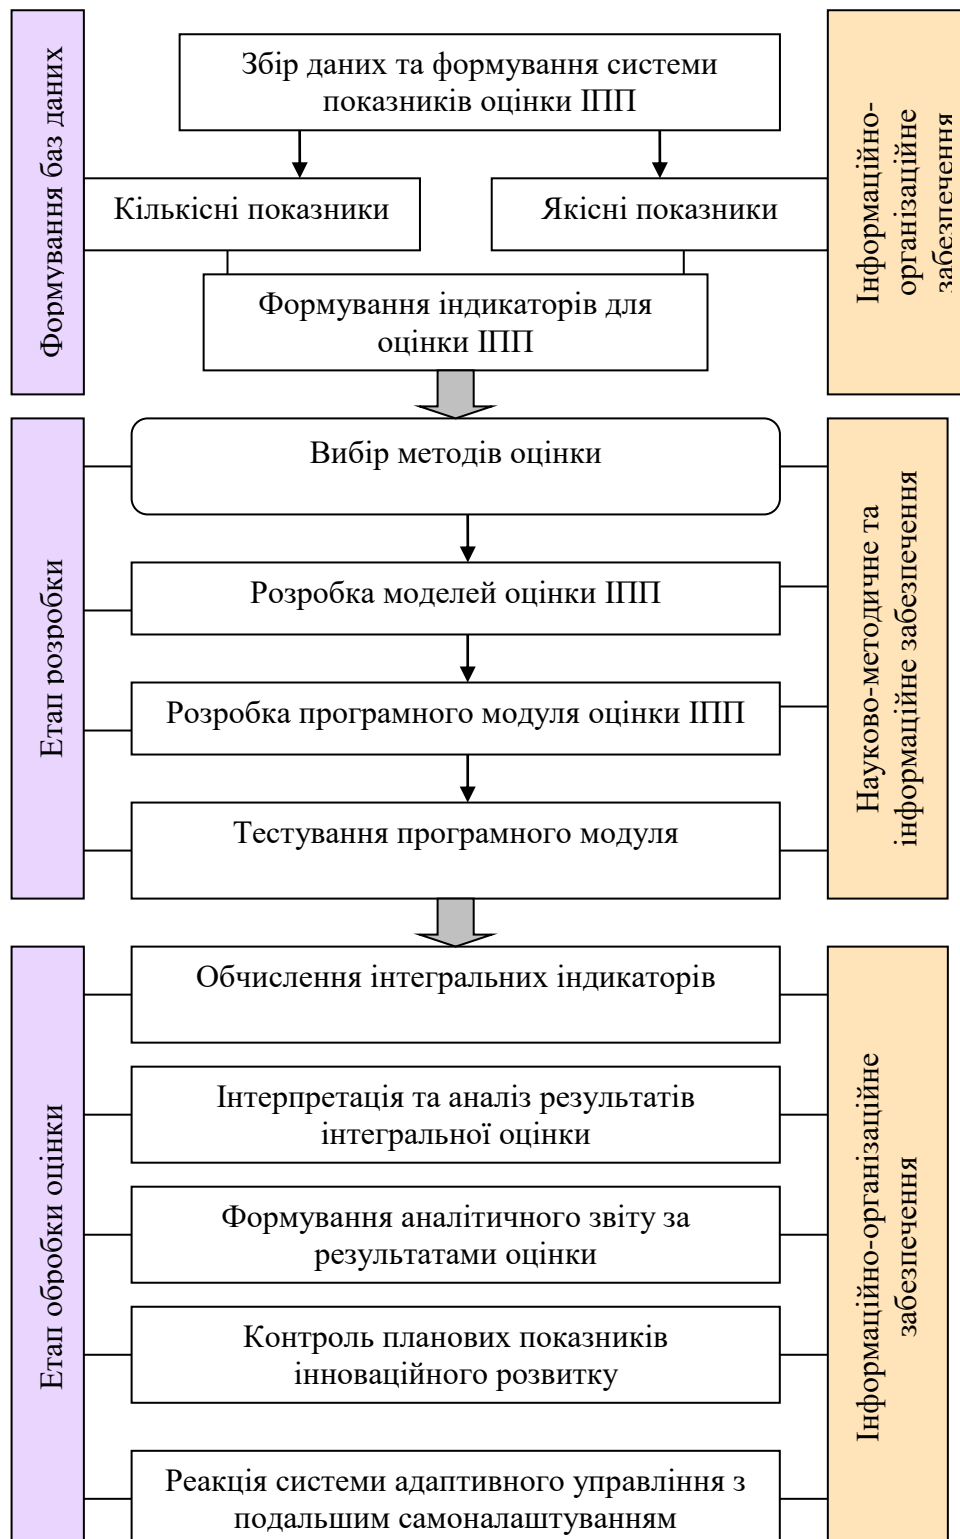 Формування баз даних
Збір даних та формування системи
показників оцінки ІПП
Кількісні показники
Якісні показники
Формування індикаторів для
оцінки ІПП
Інформаційно-
організаційне
забезпечення
Етап розробки
Вибір методів оцінки
Розробка моделей оцінки ІПП
Розробка програмного модуля оцінки ІПП
Тестування програмного модуля
Науково-методичне та
інформаційне забезпечення
Етап обробки оцінки
Обчислення інтегральних індикаторів
Інтерпретація та аналіз результатів
інтегральної оцінки
Формування аналітичного звіту за
результатами оцінки
Контроль планових показників
інноваційного розвитку
Реакція системи адаптивного управління з
подальшим самоналаштуванням
Інформаційно-організаційне
забезпечення